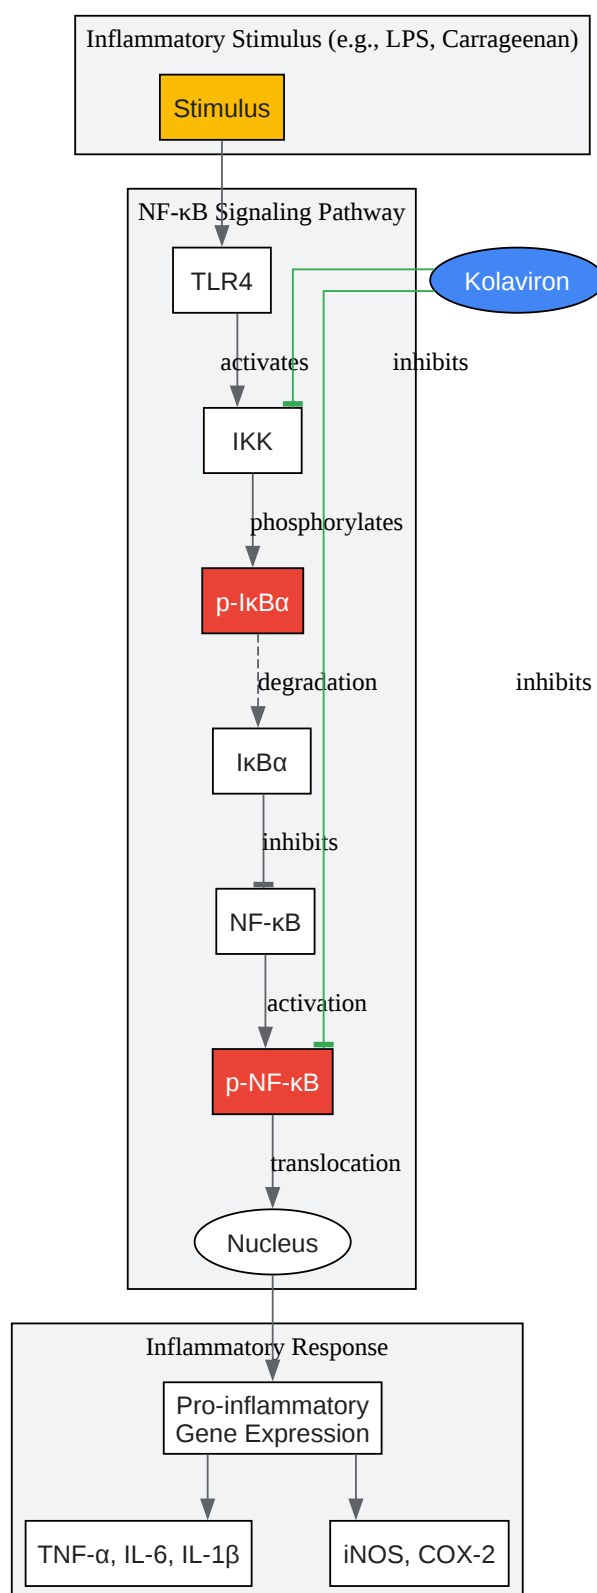 Inflammatory Stimulus (e.g., LPS, Carrageenan)
Stimulus
NF-κB Signaling Pathway
TLR4
Kolaviron
activates
inhibits
IKK
phosphorylates
p-IκBα
degradation
inhibits
IκBα
inhibits
NF-κB
activation
p-NF-κB
translocation
Nucleus
Inflammatory Response
Pro-inflammatory
Gene Expression
TNF-α, IL-6, IL-1β
iNOS, COX-2